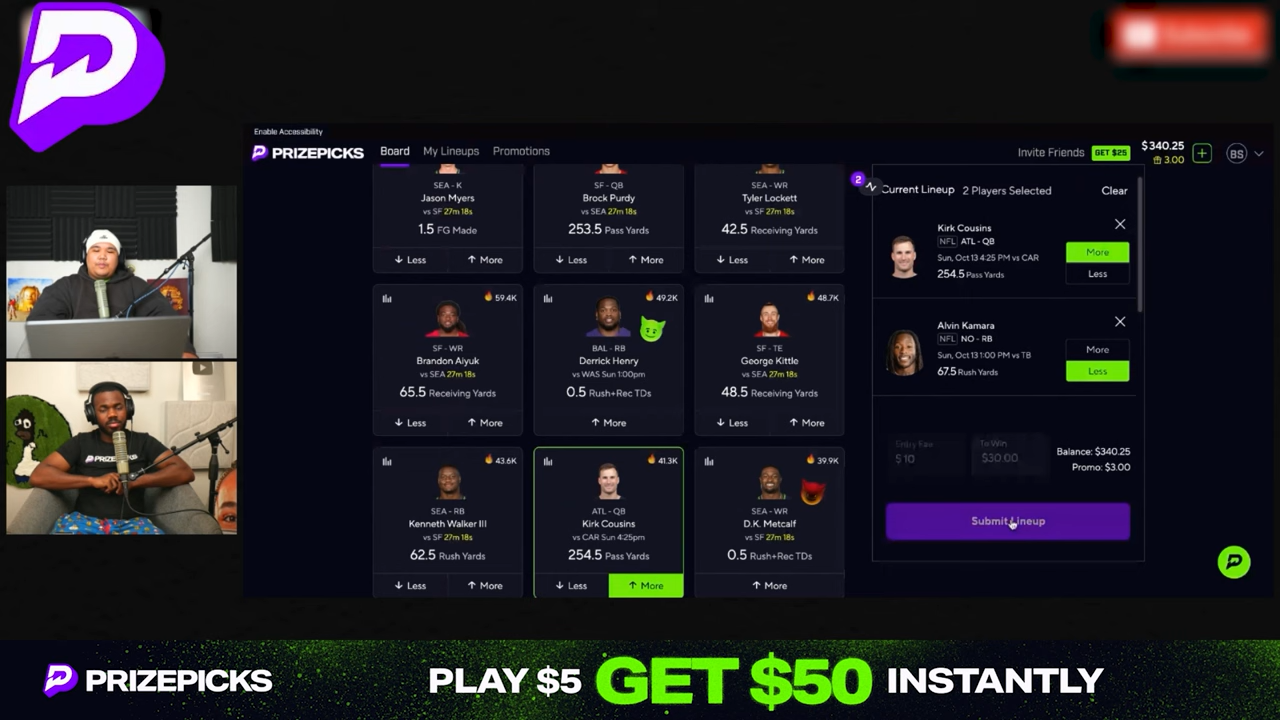 Subscribe
Enable Accessibility
PRIZEPICKS
Board
My Lineups
Promotions
Invite Friends
GET $25
$340.25
3.00
BS
SEA - K
Jason Myers
vs SF 27m 18s
1.5 FG Made
Less
More
SF - QB
Brock Purdy
vs SEA 27m 18s
253.5 Pass Yards
Less
More
SEA - WR
Tyler Lockett
vs SF 27m 18s
42.5 Receiving Yards
Less
More
59.4K
SF - WR
Brandon Aiyuk
vs SEA 27m 18s
65.5 Receiving Yards
Less
More
49.2K
BAL - RB
Derrick Henry
vs WAS Sun 1:00pm
0.5 Rush+Rec TDs
More
48.7K
SF - TE
George Kittle
vs SEA 27m 18s
48.5 Receiving Yards
Less
More
43.6K
SEA - RB
Kenneth Walker III
vs SF 27m 18s
62.5 Rush Yards
Less
More
41.3K
ATL - QB
Kirk Cousins
vs CAR Sun 4:25pm
254.5 Pass Yards
Less
More
39.9K
SEA - WR
D.K. Metcalf
vs SF 27m 18s
0.5 Rush+Rec TDs
More
2
Current Lineup
2 Players Selected
Clear
Kirk Cousins
NFL ATL - QB
Sun, Oct 13 4:25 PM vs CAR
254.5 Pass Yards
More
Less
Alvin Kamara
NFL NO - RB
Sun, Oct 13 1:00 PM vs TB
67.5 Rush Yards
More
Less
Entry Fee
$10
To Win
$30.00
Balance: $340.25
Promo: $3.00
Submit Lineup
PRIZEPICKS
PRIZEPICKS
PLAY $5 GET $50 INSTANTLY